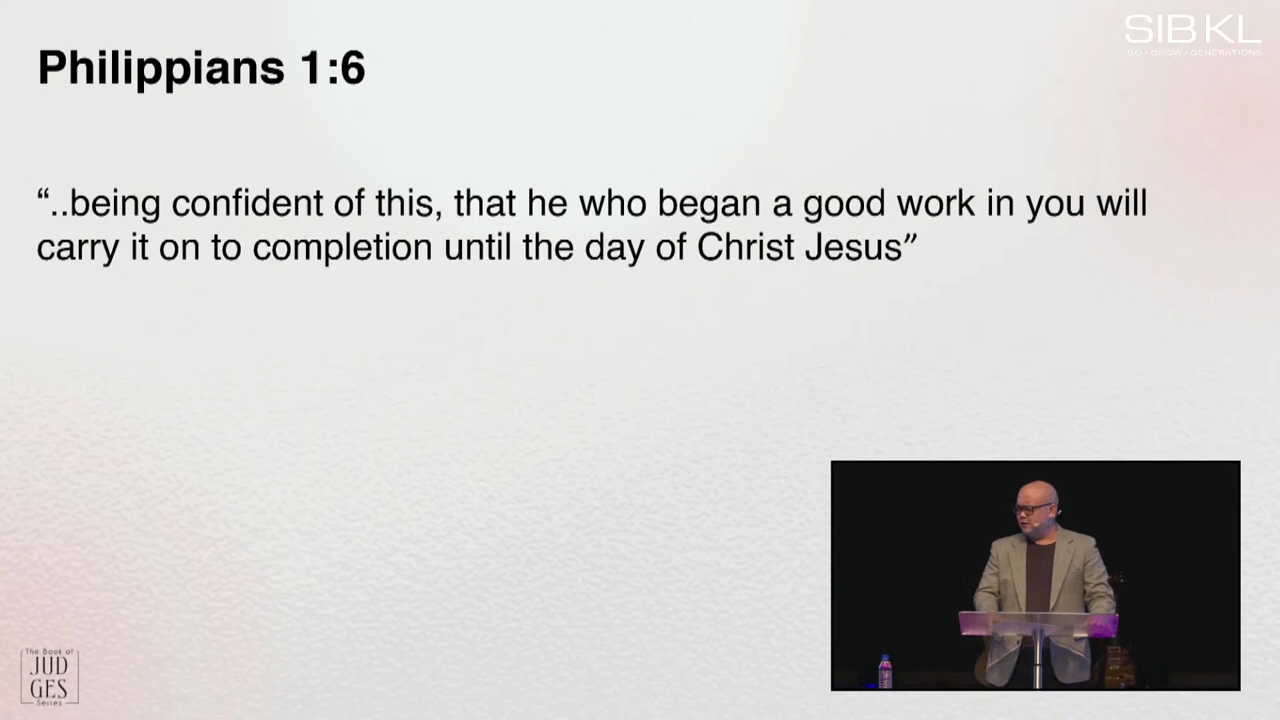 SIBKL
GO • GROW • GENERATIONS
Philippians 1:6
“..being confident of this, that he who began a good work in you will
carry it on to completion until the day of Christ Jesus”
The Book of
JUD
GES
Series